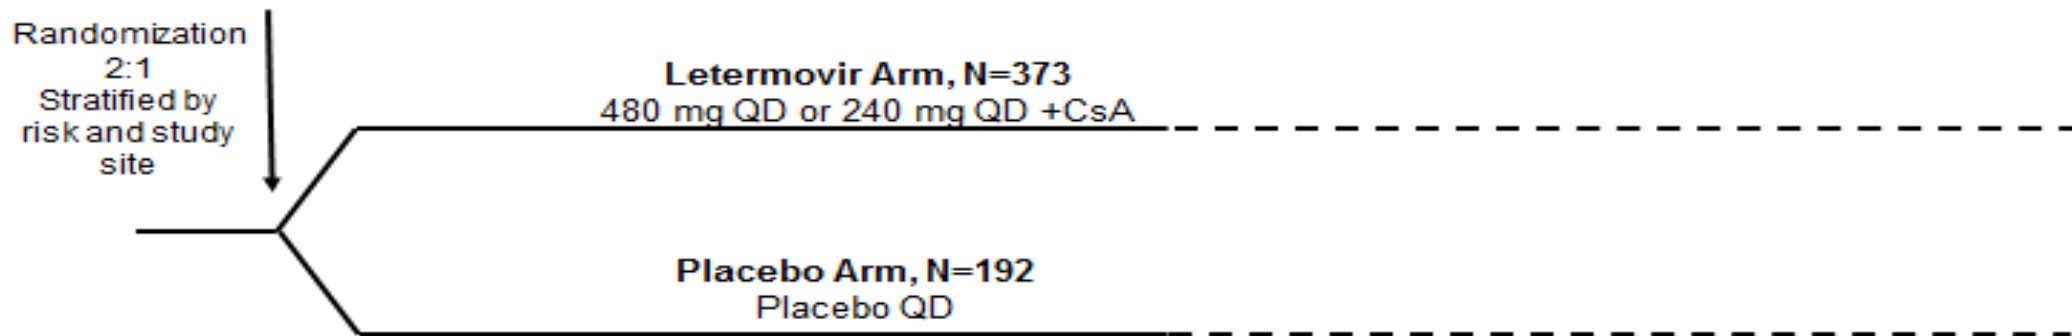 Randomization
2:1
Stratified by
risk and study
site
Letermovir Arm, N=373
480 mg QD or 240 mg QD +CsA
Placebo Arm, N=192
Placebo QD